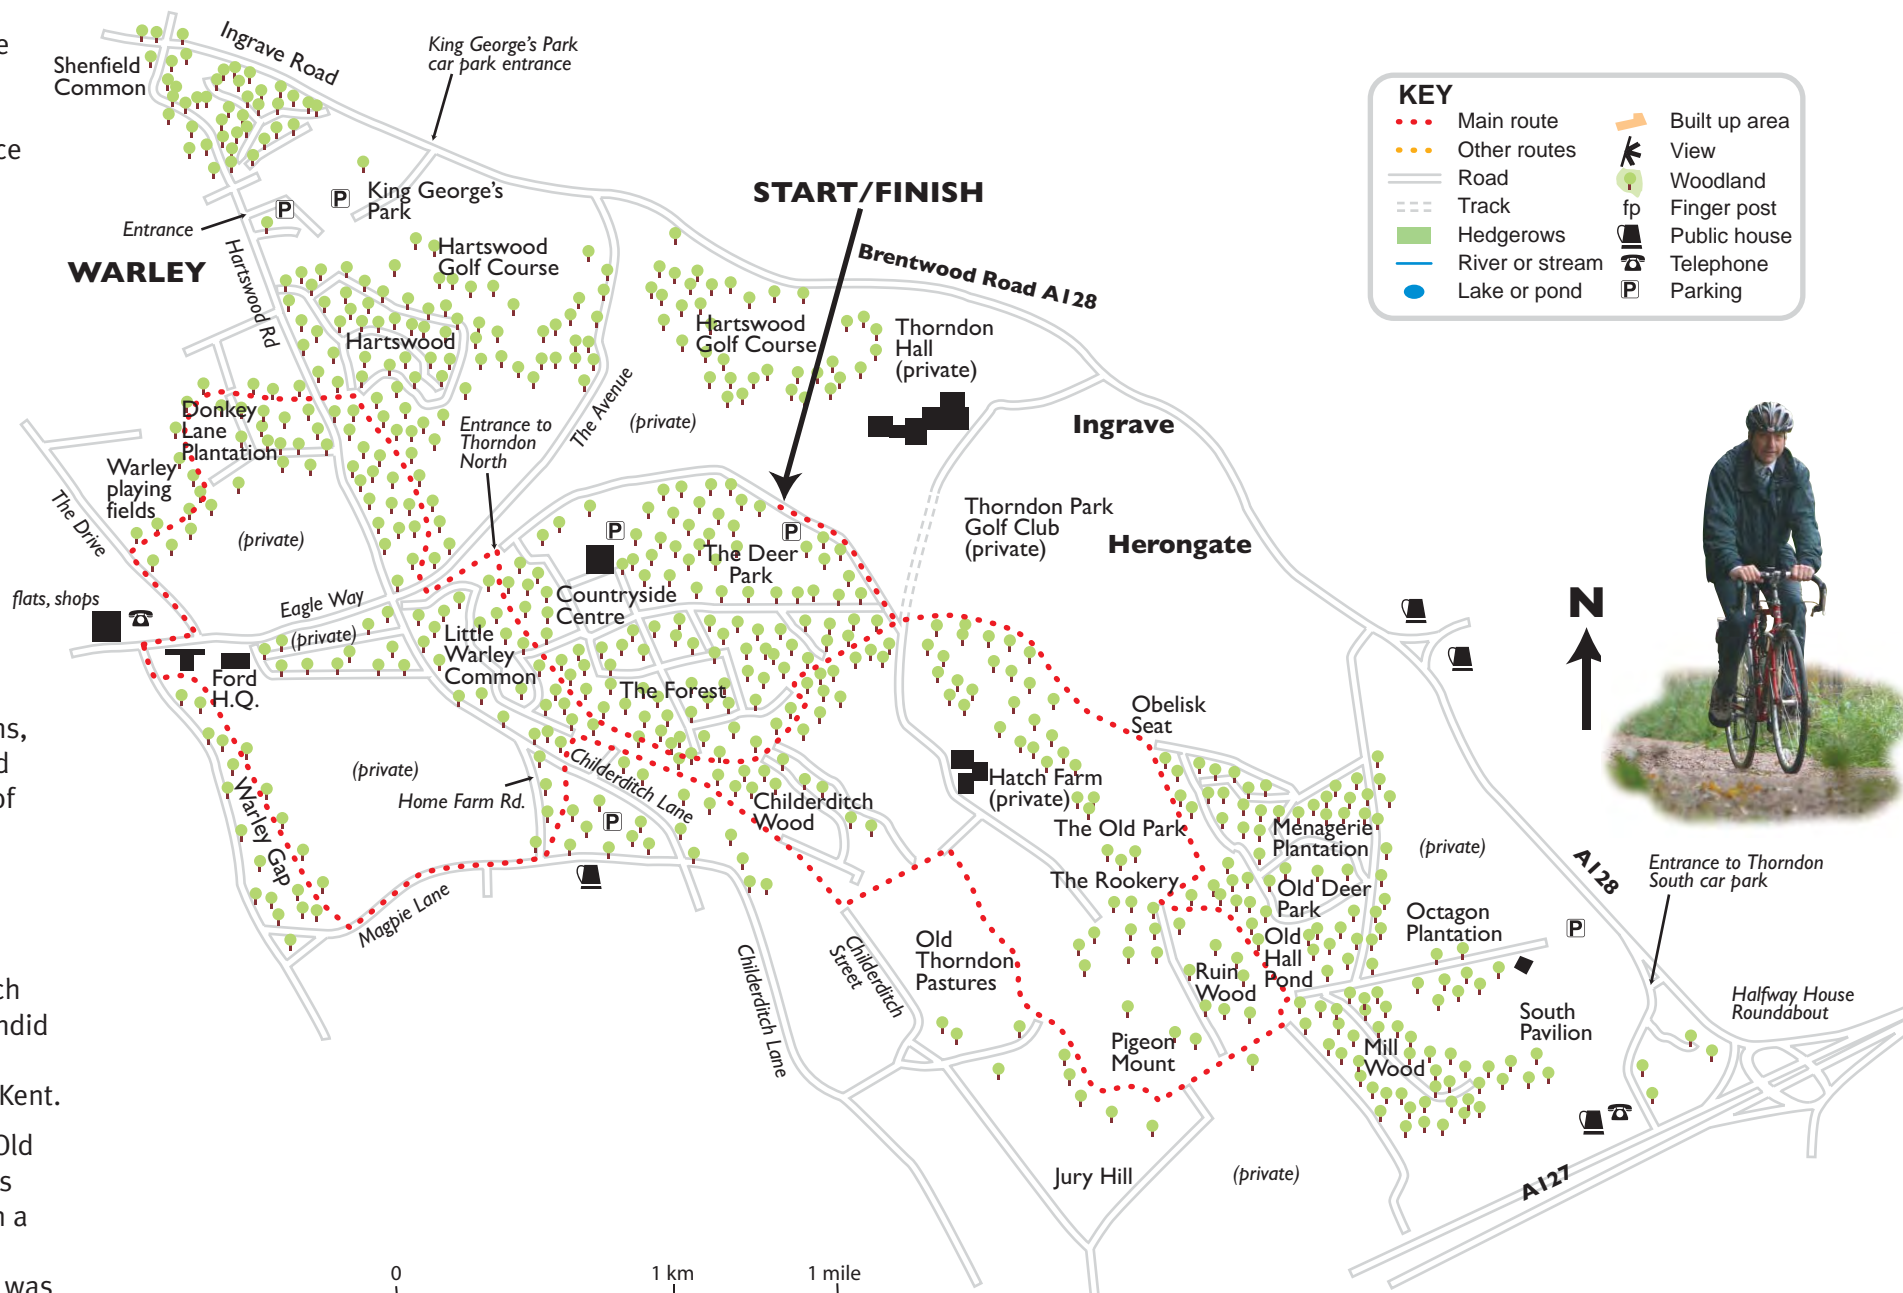 e
ce
ns,
d
of
ch
ndid
Kent.
Old
s
n a
was
Shenfield
Common
Ingrave Road
King George's Park
car park entrance
Entrance
King George's
Park
WARLEY
Hartswood Rd
Hartswood
Golf Course
Hartswood
START/FINISH
Brentwood Road A128
Hartswood
Golf Course
Thorndon
Hall
(private)
The Avenue
(private)
Ingrave
Donkey
Lane
Plantation
Entrance to
Thorndon
North
Warley
playing
fields
The Drive
(private)
Thorndon Park
Golf Club
(private)
Herongate
The Deer
Park
flats, shops
Eagle Way
(private)
Countryside
Centre
Little
Warley
Common
Ford
H.Q.
The Forest
Obelisk
Seat
(private)
Home Farm Rd.
Childerditch Lane
Childerditch
Wood
Hatch Farm
(private)
The Old Park
Menagerie
Plantation
(private)
Warley Gap
The Rookery
Old Deer
Park
A128
Entrance to Thorndon
South car park
Magpie Lane
Octagon
Plantation
Old
Thorndon
Pastures
Childerditch
Street
Childerditch Lane
Ruin
Wood
Old
Hall
Pond
South
Pavilion
Halfway House
Roundabout
Pigeon
Mount
Mill
Wood
Jury Hill
(private)
A127
0
1 km
1 mile
N
KEY
Main route
Other routes
Road
Track
Hedgerows
River or stream
Lake or pond
Built up area
View
Woodland
fp Finger post
Public house
Telephone
P Parking
P
P
P
P
P
P